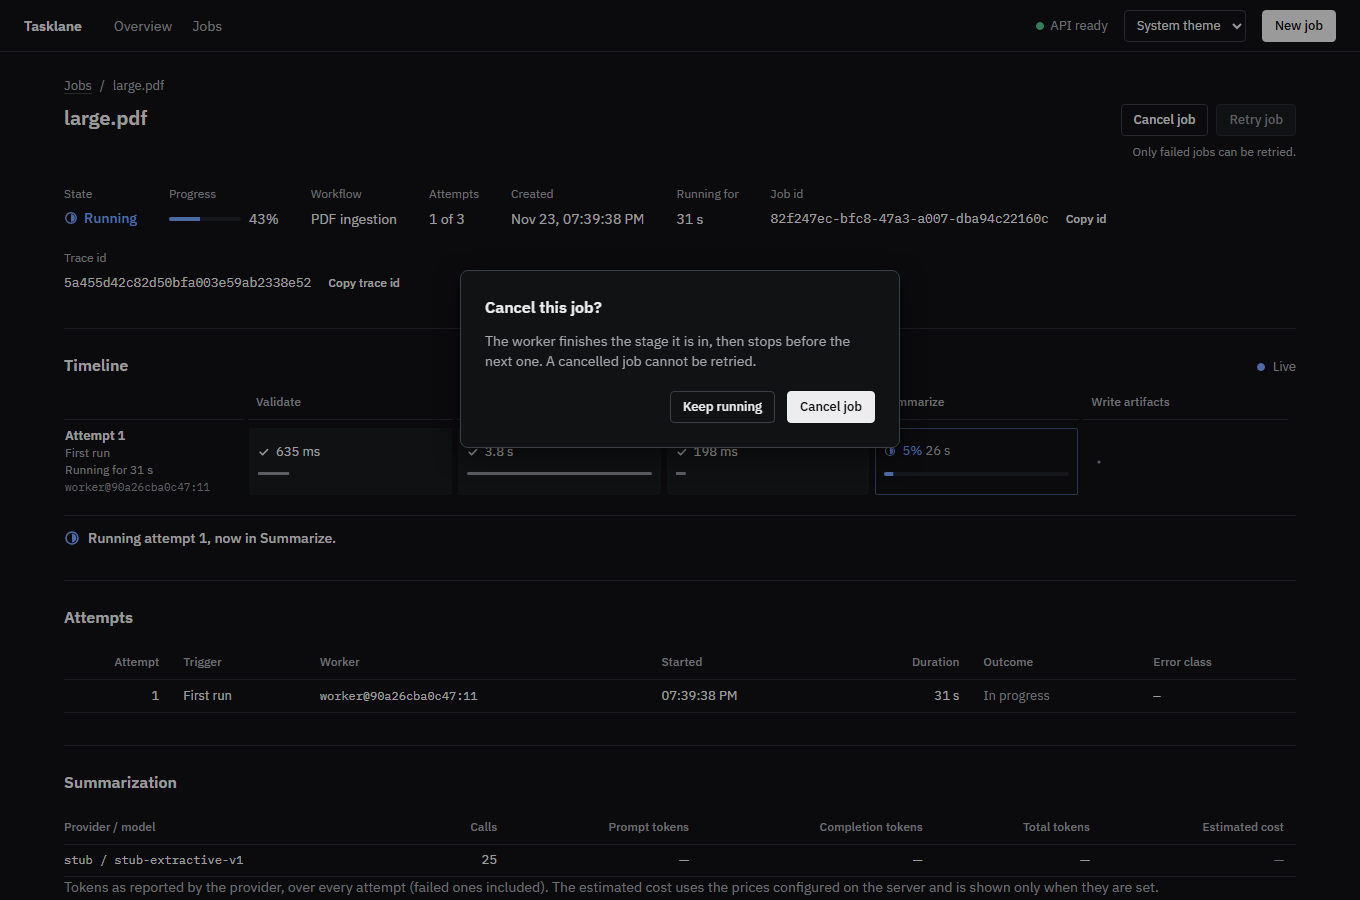 Tasklane
Overview
Jobs
API ready
System theme
New job
Jobs / large.pdf
large.pdf
Cancel job
Retry job
Only failed jobs can be retried.
State
Progress
Workflow
Attempts
Created
Running for
Job id
Running
43%
PDF ingestion
1 of 3
Nov 23, 07:39:38 PM
31 s
82f247ec-bfc8-47a3-a007-dba94c22160c
Copy id
Trace id
5a455d42c82d50bfa003e59ab2338e52
Copy trace id
Cancel this job?
The worker finishes the stage it is in, then stops before the
next one. A cancelled job cannot be retried.
Keep running
Cancel job
Timeline
Live
Validate
mmarize
Write artifacts
Attempt 1
First run
Running for 31 s
worker@90a26cba0c47:11
635 ms
3.8 s
198 ms
5% 26 s
Running attempt 1, now in Summarize.
Attempts
Attempt
Trigger
Worker
Started
Duration
Outcome
Error class
1
First run
worker@90a26cba0c47:11
07:39:38 PM
31 s
In progress
—
Summarization
Provider / model
Calls
Prompt tokens
Completion tokens
Total tokens
Estimated cost
stub / stub-extractive-v1
25
—
—
—
—
Tokens as reported by the provider, over every attempt (failed ones included). The estimated cost uses the prices configured on the server and is shown only when they are set.